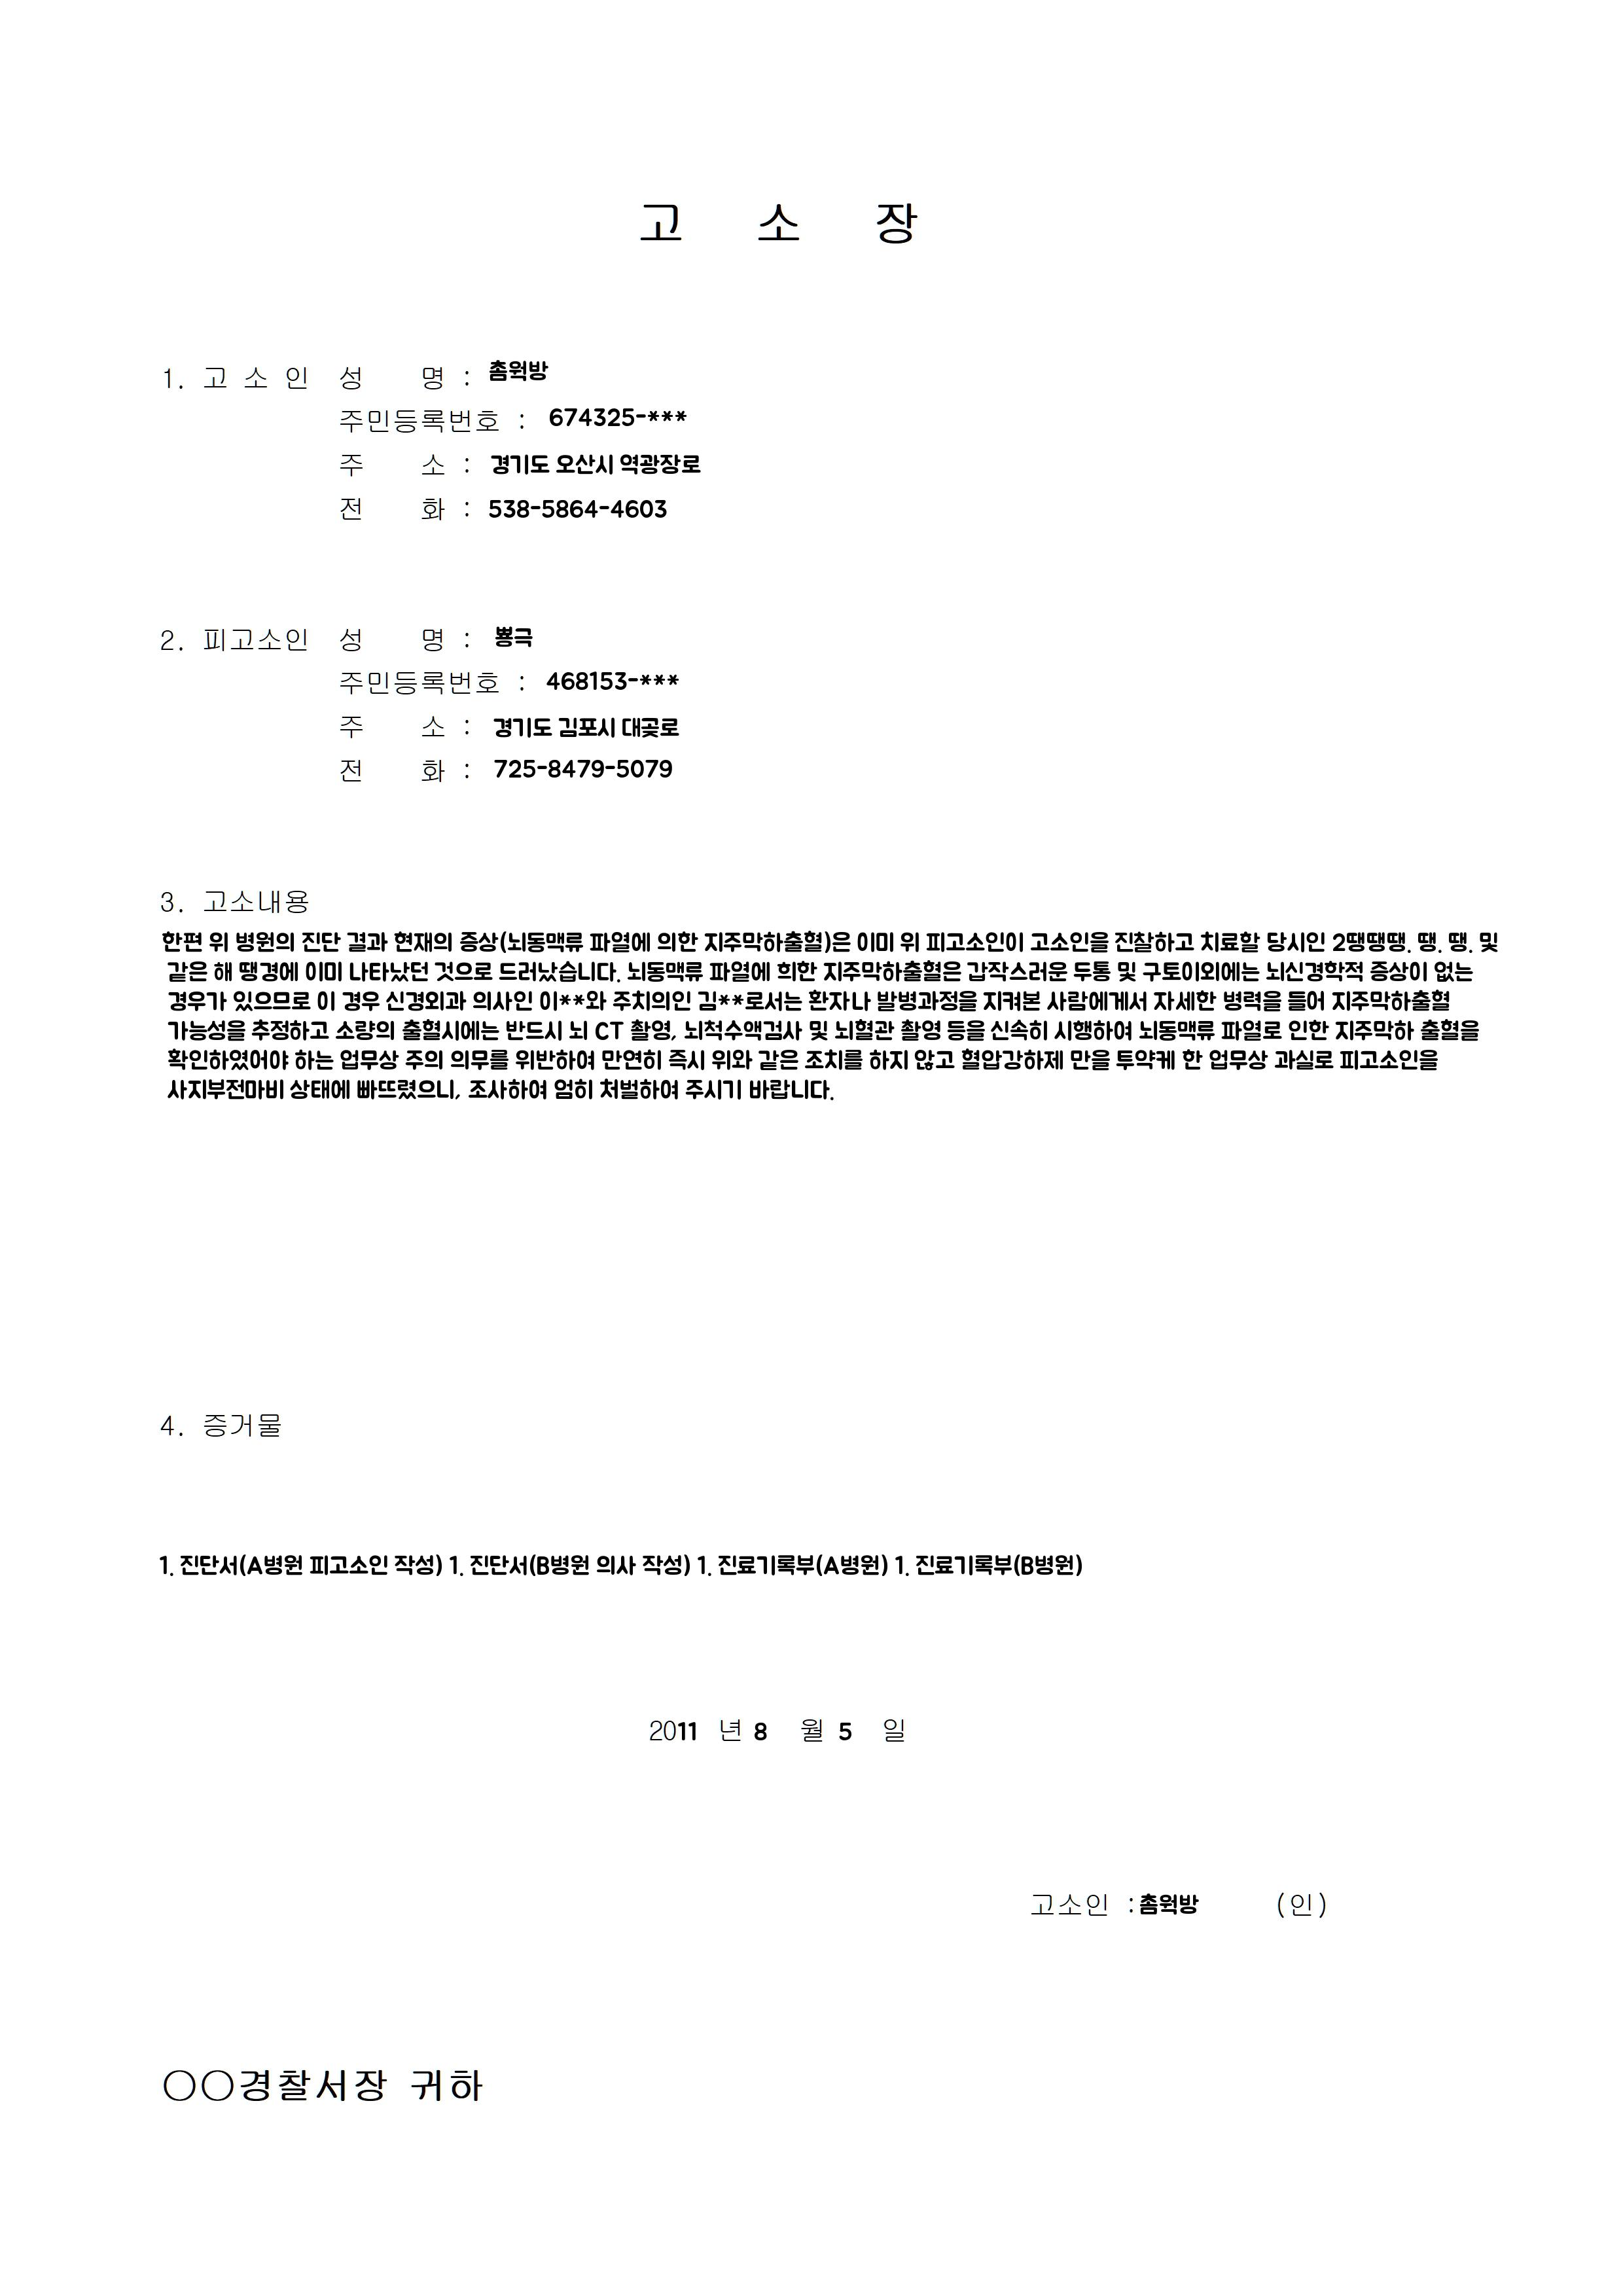 고 소 장
1. 고 소 인 성 명 : 촘웍방
주민등록번호 : 674325-***
주 소 : 경기도 오산시 역광장로
전 화 : 538-5864-4603
2. 피고소인 성 명 : 뿅극
주민등록번호 : 468153-***
주 소 : 경기도 김포시 대곶로
전 화 : 725-8479-5079
3. 고소내용
한편 위 병원의 진단 결과 현재의 증상(뇌동맥류 파열에 의한 지주막하출혈)은 이미 위 피고소인이 고소인을 진찰하고 치료할 당시인 2땡땡땡. 땡. 땡. 및
같은 해 땡경에 이미 나타났던 것으로 드러났습니다. 뇌동맥류 파열에 희한 지주막하출혈은 갑작스러운 두통 및 구토이외에는 뇌신경학적 증상이 없는
경우가 있으므로 이 경우 신경외과 의사인 이**와 주치의인 김**로서는 환자나 발병과정을 지켜본 사람에게서 자세한 병력을 들어 지주막하출혈
가능성을 추정하고 소량의 출혈시에는 반드시 뇌 CT 촬영, 뇌척수액검사 및 뇌혈관 촬영 등을 신속히 시행하여 뇌동맥류 파열로 인한 지주막하 출혈을
확인하였어야 하는 업무상 주의 의무를 위반하여 만연히 즉시 위와 같은 조치를 하지 않고 혈압강하제 만을 투약케 한 업무상 과실로 피고소인을
사지부전마비 상태에 빠뜨렸으니, 조사하여 엄히 처벌하여 주시기 바랍니다.
4. 증거물
1. 진단서(A병원 피고소인 작성) 1. 진단서(B병원 의사 작성) 1. 진료기록부(A병원) 1. 진료기록부(B병원)
2011 년 8 월 5 일
고소인 : 촘웍방 (인)
○○경찰서장 귀하